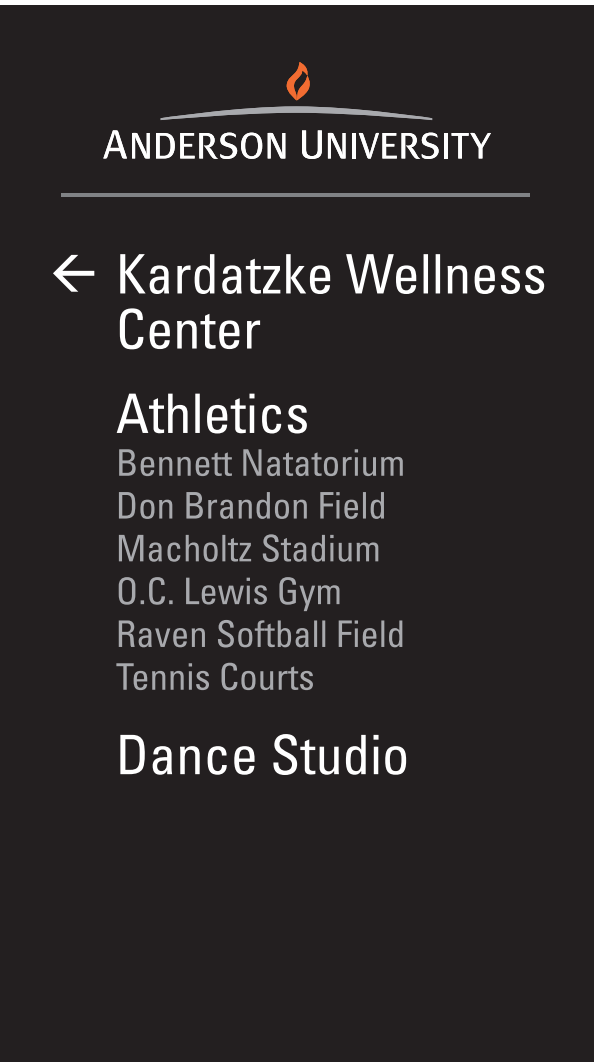 ANDERSON UNIVERSITY
← Kardatzke Wellness
Center
Athletics
Bennett Natatorium
Don Brandon Field
Macholtz Stadium
O.C. Lewis Gym
Raven Softball Field
Tennis Courts
Dance Studio